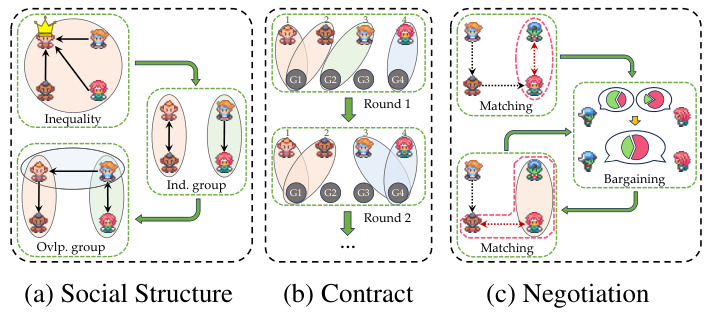 Inequality
Ind. group
Ovlp. group
(a) Social Structure
1 2 3 4
G1 G2 G3 G4
Round 1
1 2 3 4
G1 G2 G3 G4
Round 2
...
(b) Contract
Matching
Bargaining
Matching
(c) Negotiation